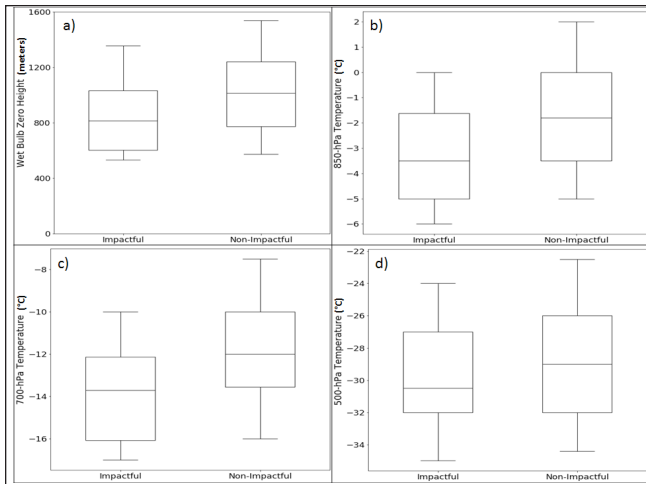 a)
Wet Bulb Zero Height (meters)
1600
1200
800
400
0
Impactful
Non-Impactful
b)
850-hPa Temperature (°C)
2
1
0
−1
−2
−3
−4
−5
−6
Impactful
Non-Impactful
c)
700-hPa Temperature (°C)
−8
−10
−12
−14
−16
Impactful
Non-Impactful
d)
500-hPa Temperature (°C)
−22
−24
−26
−28
−30
−32
−34
Impactful
Non-Impactful